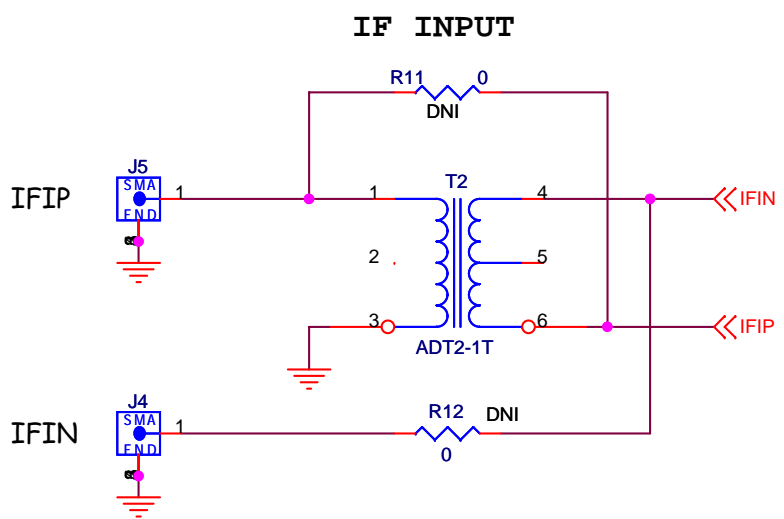 IF INPUT
R11 0
DNI
J5
SMA
END
1
IFIP
T2
1
2
3
4
5
6
ADT2-1T
IFIN
IFIP
J4
SMA
END
1
IFIN
R12 DNI
0